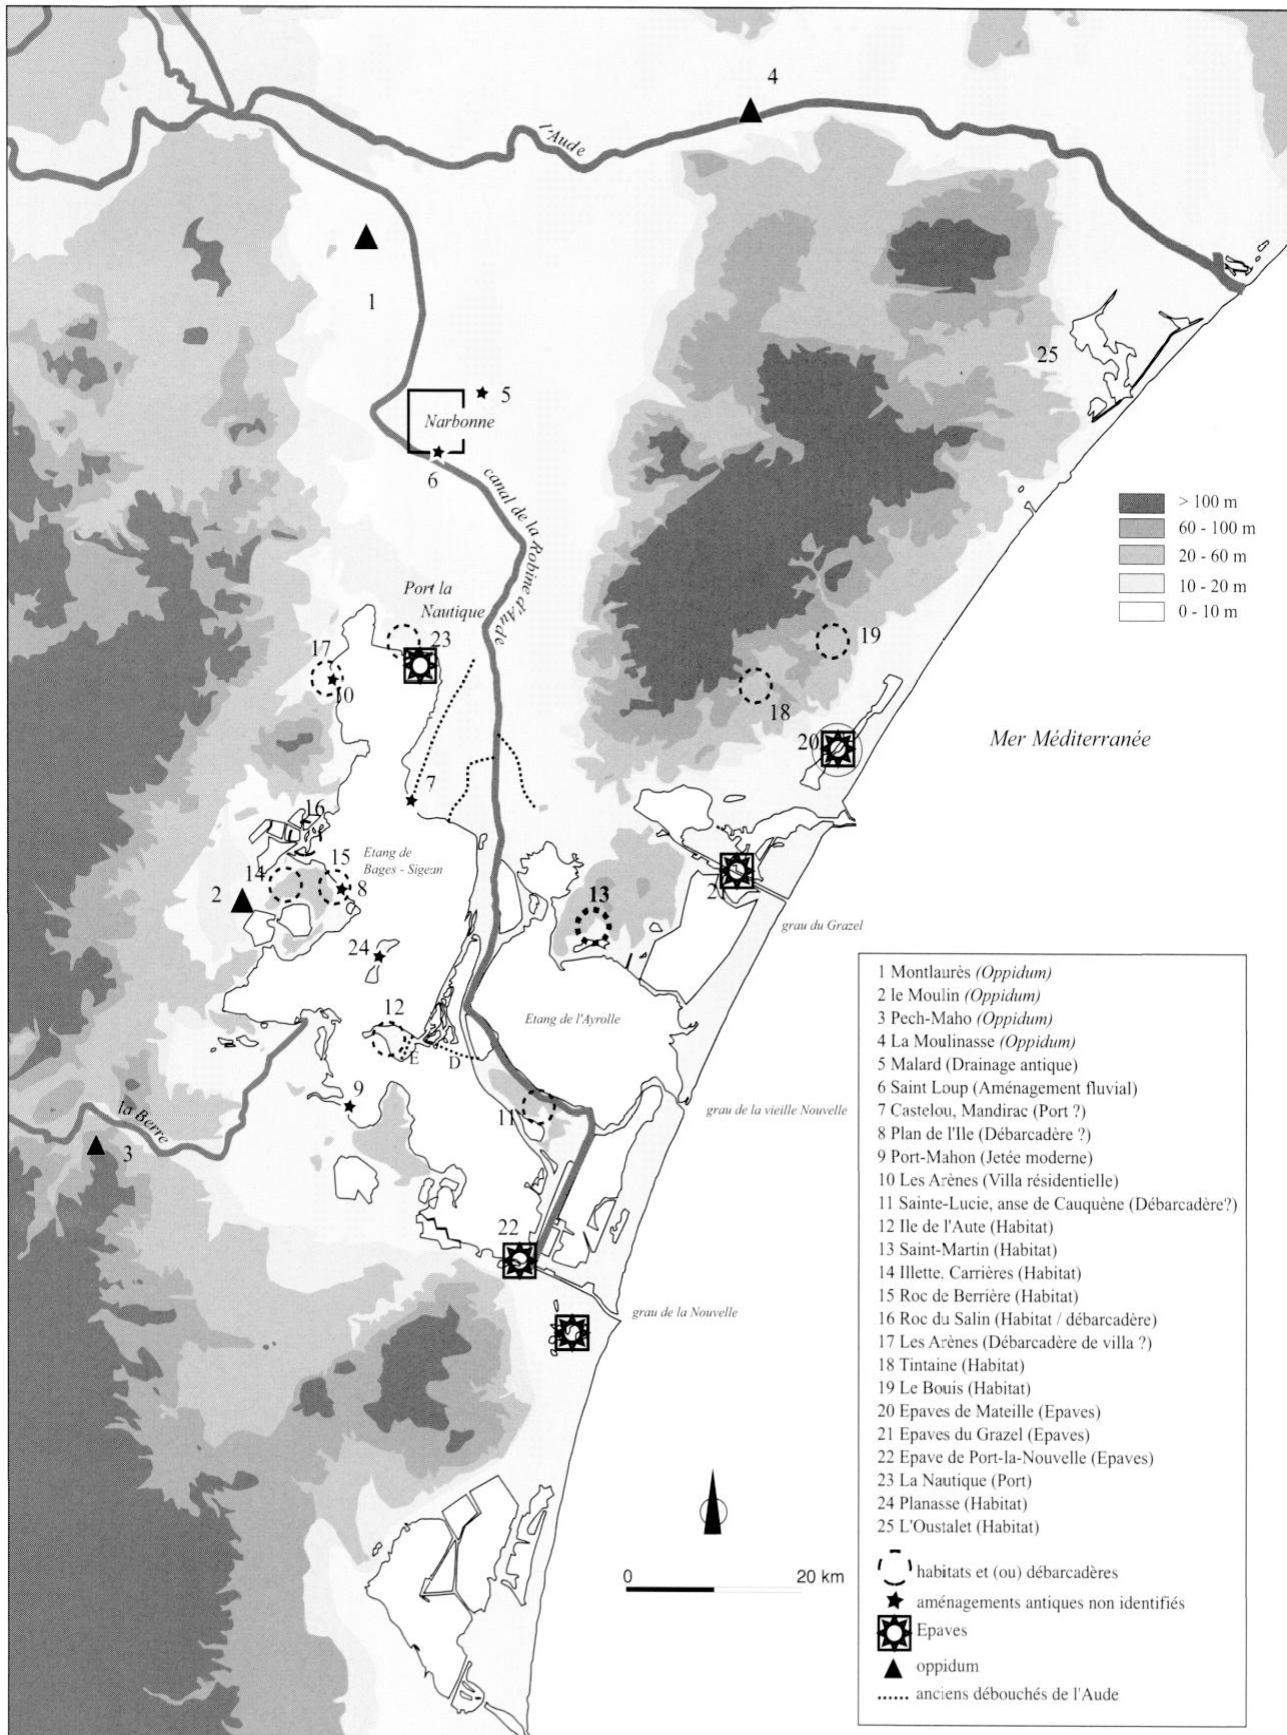 4
l'Aude
1
25
5
Narbonne
6
canal de la Robine d'Aude
> 100 m
60 - 100 m
20 - 60 m
10 - 20 m
0 - 10 m
Port la
Nautique
23
17
10
19
18
20
Mer Méditerranée
7
16
Etang de
Bages - Sigean
15
14
8
2
21
13
grau du Grazel
24
12
E
D
Etang de l'Ayrolle
9
11
grau de la vieille Nouvelle
la Berre
3
22
grau de la Nouvelle
0
20 km
1 Montlaurès (Oppidum)
2 le Moulin (Oppidum)
3 Pech-Maho (Oppidum)
4 La Moulinasse (Oppidum)
5 Malard (Drainage antique)
6 Saint Loup (Aménagement fluvial)
7 Castelou, Mandirac (Port ?)
8 Plan de l'Ile (Débarcadère ?)
9 Port-Mahon (Jetée moderne)
10 Les Arènes (Villa résidentielle)
11 Sainte-Lucie, anse de Cauquène (Débarcadère?)
12 Ile de l'Aute (Habitat)
13 Saint-Martin (Habitat)
14 Illette, Carrières (Habitat)
15 Roc de Berrière (Habitat)
16 Roc du Salin (Habitat / débarcadère)
17 Les Arènes (Débarcadère de villa ?)
18 Tintaine (Habitat)
19 Le Bouis (Habitat)
20 Epaves de Mateille (Epaves)
21 Epaves du Grazel (Epaves)
22 Epave de Port-la-Nouvelle (Epaves)
23 La Nautique (Port)
24 Planasse (Habitat)
25 L'Oustalet (Habitat)
habitats et (ou) débarcadères
aménagements antiques non identifiés
Epaves
oppidum
anciens débouchés de l'Aude